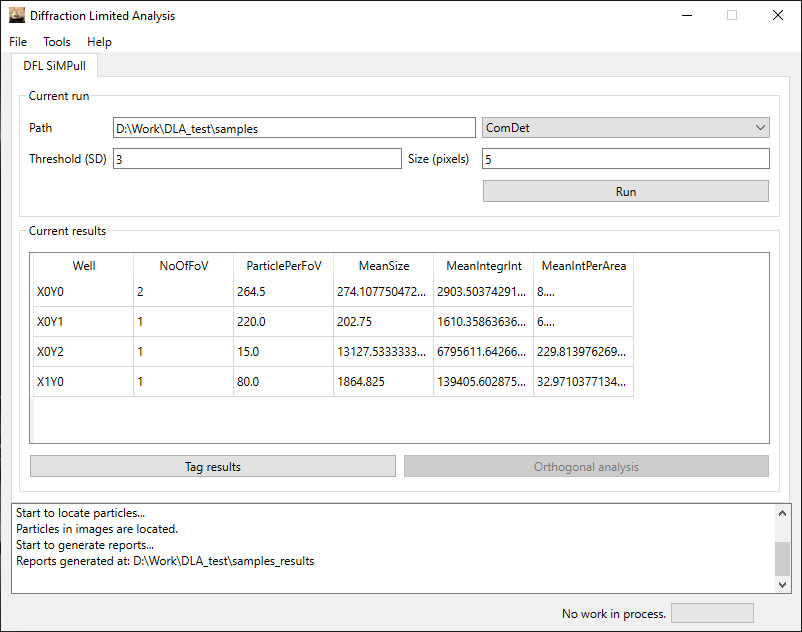 Diffraction Limited Analysis
File Tools Help
DFL SiMPull
Current run
Path D:\Work\DLA_test\samples ComDet
Threshold (SD) 3 Size (pixels) 5
Run
Current results
Well NoOfFoV ParticlePerFoV MeanSize MeanIntegrInt MeanIntPerArea
X0Y0 2 264.5 274.107750472... 2903.50374291... 8....
X0Y1 1 220.0 202.75 1610.35863636... 6....
X0Y2 1 15.0 13127.5333333... 6795611.64266... 229.813976269...
X1Y0 1 80.0 1864.825 139405.602875... 32.9710377134...
Tag results Orthogonal analysis
Start to locate particles...
Particles in images are located.
Start to generate reports...
Reports generated at: D:\Work\DLA_test\samples_results
No work in process.